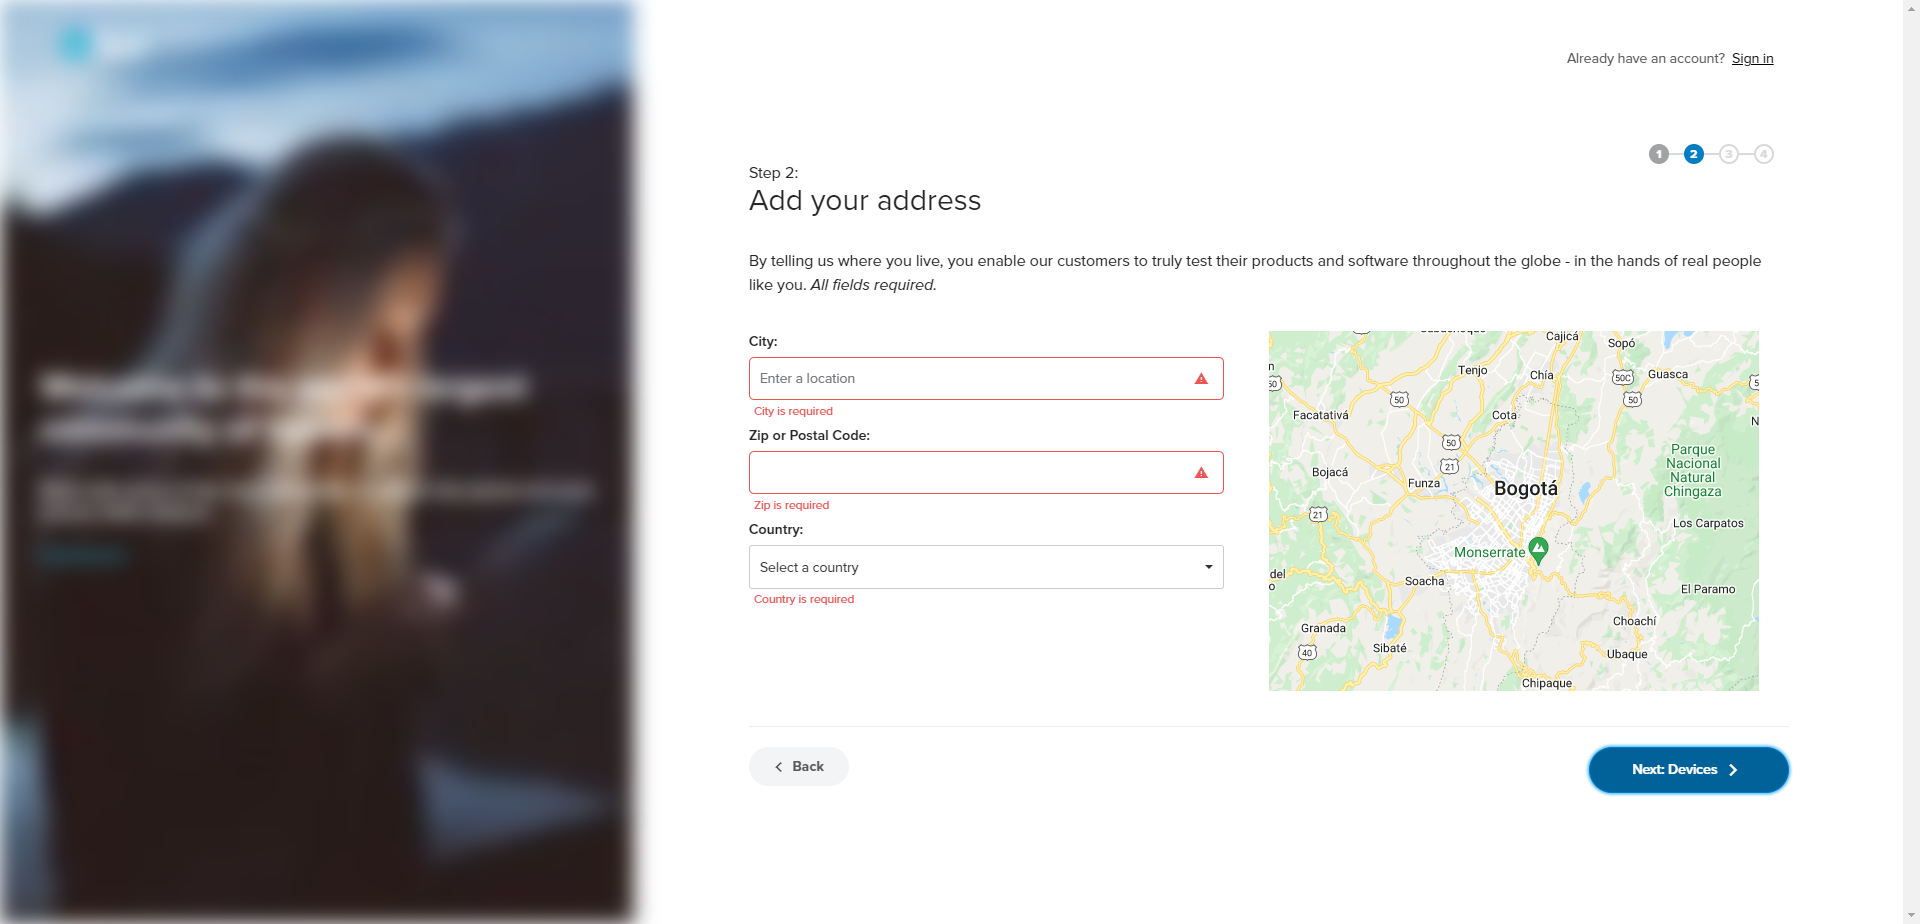 Already have an account? Sign in
1 2 3 4
Step 2:
Add your address
By telling us where you live, you enable our customers to truly test their products and software throughout the globe - in the hands of real people
like you. All fields required.
City:
Enter a location
City is required
Zip or Postal Code:
Zip is required
Country:
Select a country
Country is required
Cajicá
Sopó
Tenjo
Chía
50C
Guasca
50
50
50
Facatativá
Cota
N
50
21
Bojacá
Funza
Bogotá
Parque
Nacional
Natural
Chingaza
21
Los Carpatos
Monserrate
del
Soacha
El Paramo
Granada
Choachí
40
Sibaté
Ubaque
Chipaque
Back
Next: Devices